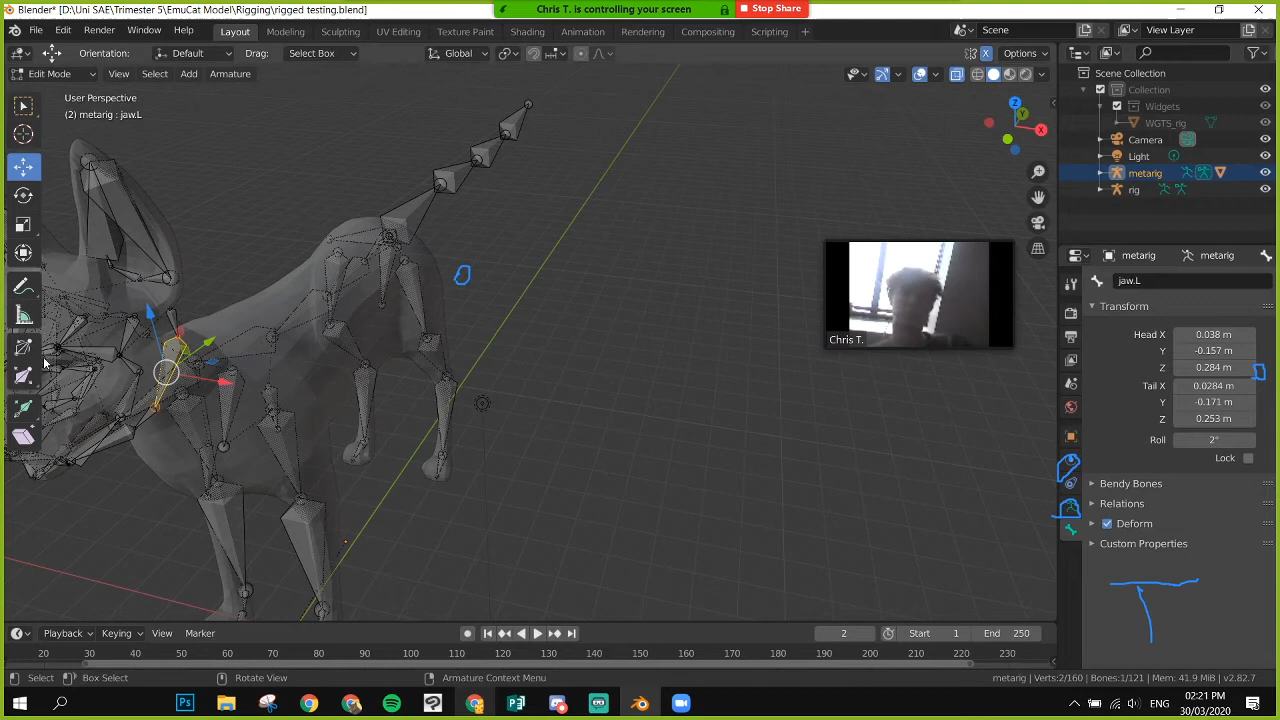 Blender* [D:\Uni SAE\Trimester 5\EmuCat Model\Rigging\rigged testing.blend]
Chris T. is controlling your screen
Stop Share
File Edit Render Window Help
Layout Modeling Sculpting UV Editing Texture Paint Shading Animation Rendering Compositing Scripting +
Scene
View Layer
Orientation: Default
Drag: Select Box
Global
Options
Edit Mode
View Select Add Armature
User Perspective
(2) metarig : jaw.L
Z
Y
X
Scene Collection
Collection
Widgets
WGTS_rig
Camera
Light
metarig
rig
metarig
metarig
jaw.L
Transform
Head X 0.038 m
Y -0.157 m
Z 0.284 m
Tail X 0.0284 m
Y -0.171 m
Z 0.253 m
Roll 2°
Lock
Bendy Bones
Relations
Deform
Custom Properties
Chris T.
Playback
Keying
View Marker
2
Start 1
End 250
20 30 40 50 60 70 80 90 100 110 120 130 140 150 160 170 180 190 200 210 220 230
Select
Box Select
Rotate View
Armature Context Menu
metarig | Verts:2/160 | Bones:1/121 | Mem: 41.9 MiB | v2.82.7
Ps
ENG
02:21 PM
30/03/2020